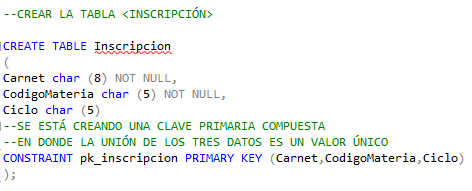 --CREAR LA TABLA <INSCRIPCIÓN>
CREATE TABLE Inscripcion
(
Carnet char (8) NOT NULL,
CodigoMateria char (5) NOT NULL,
Ciclo char (5)
--SE ESTÁ CREANDO UNA CLAVE PRIMARIA COMPUESTA
--EN DONDE LA UNIÓN DE LOS TRES DATOS ES UN VALOR ÚNICO
CONSTRAINT pk_inscripcion PRIMARY KEY (Carnet,CodigoMateria,Ciclo)
);